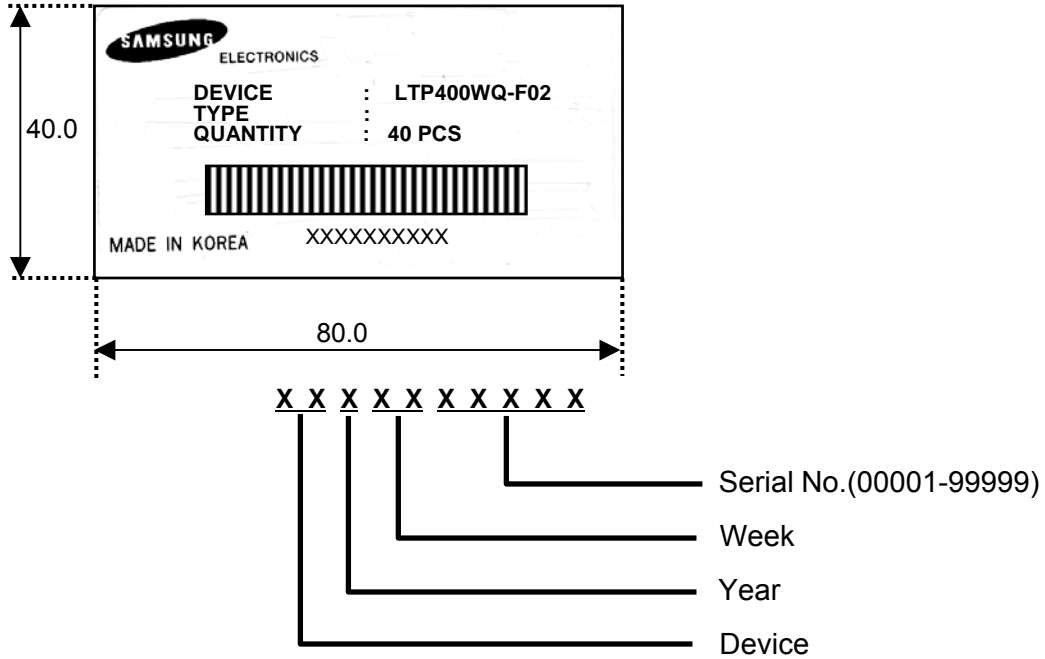 SAMSUNG
ELECTRONICS
DEVICE : LTP400WQ-F02
TYPE :
QUANTITY : 40 PCS
40.0
MADE IN KOREA XXXXXXXXXX
80.0
X X X X X X X X X X
Serial No.(00001-99999)
Week
Year
Device